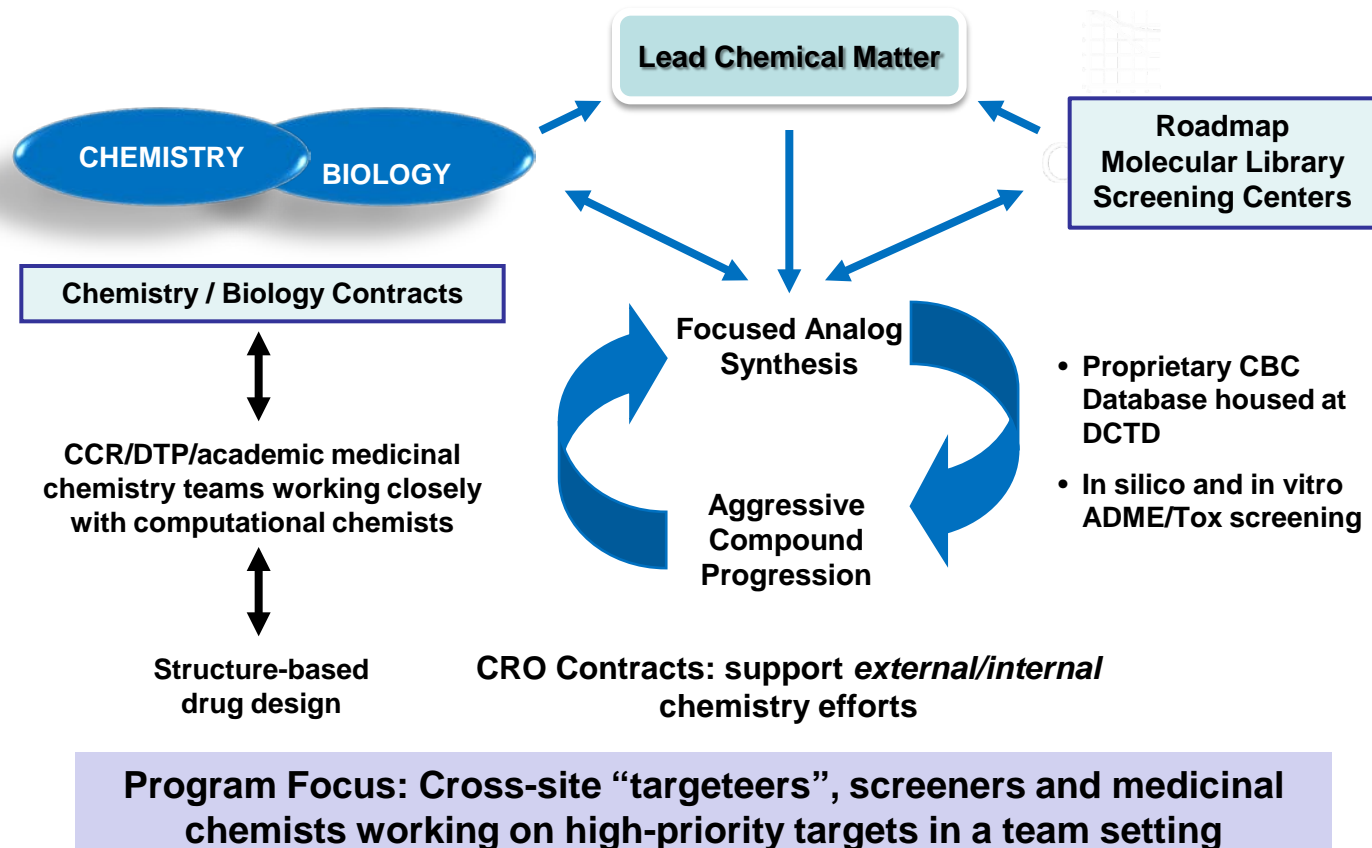 Lead Chemical Matter
CHEMISTRY
BIOLOGY
Roadmap
Molecular Library
Screening Centers
Chemistry / Biology Contracts
Focused Analog
Synthesis
• Proprietary CBC
Database housed at
DCTD
• In silico and in vitro
ADME/Tox screening
CCR/DTP/academic medicinal
chemistry teams working closely
with computational chemists
Aggressive
Compound
Progression
Structure-based
drug design
CRO Contracts: support external/internal
chemistry efforts
Program Focus: Cross-site “targeteers”, screeners and medicinal
chemists working on high-priority targets in a team setting